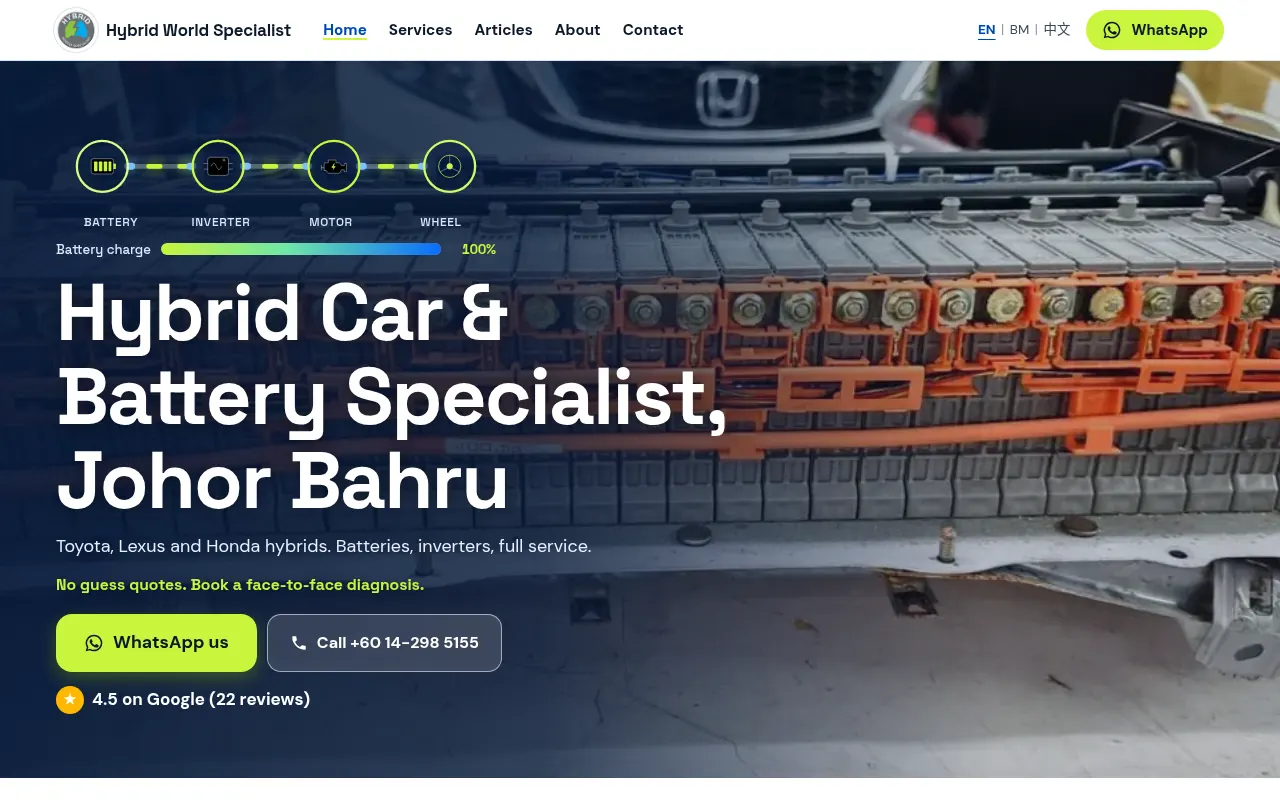 HYBRID
Hybrid World Specialist
Home
Services
Articles
About
Contact
EN | BM | 中文
WhatsApp
BATTERY
INVERTER
MOTOR
WHEEL
Battery charge
100%
Hybrid Car &
Battery Specialist,
Johor Bahru
Toyota, Lexus and Honda hybrids. Batteries, inverters, full service.
No guess quotes. Book a face-to-face diagnosis.
WhatsApp us
Call +60 14-298 5155
4.5 on Google (22 reviews)